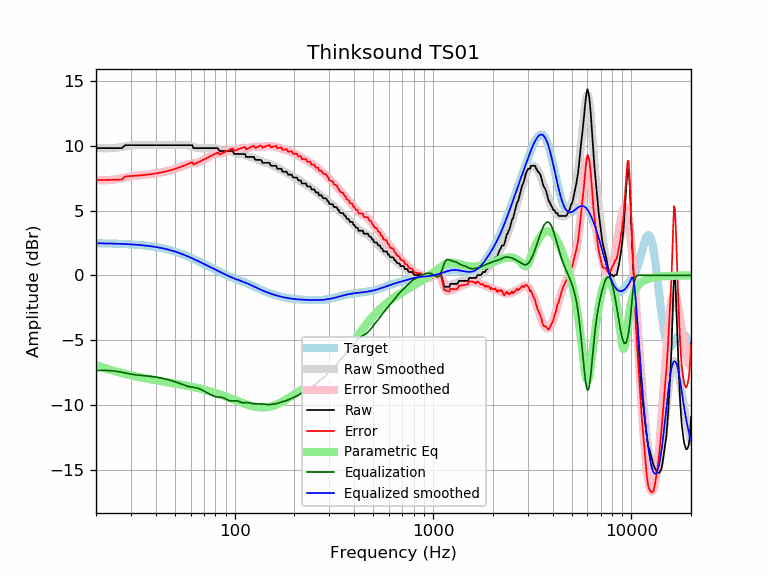 Thinksound TS01
15
10
5
0
−5
−10
−15
Amplitude (dBr)
Target
Raw Smoothed
Error Smoothed
Raw
Error
Parametric Eq
Equalization
Equalized smoothed
100
1000
10000
Frequency (Hz)